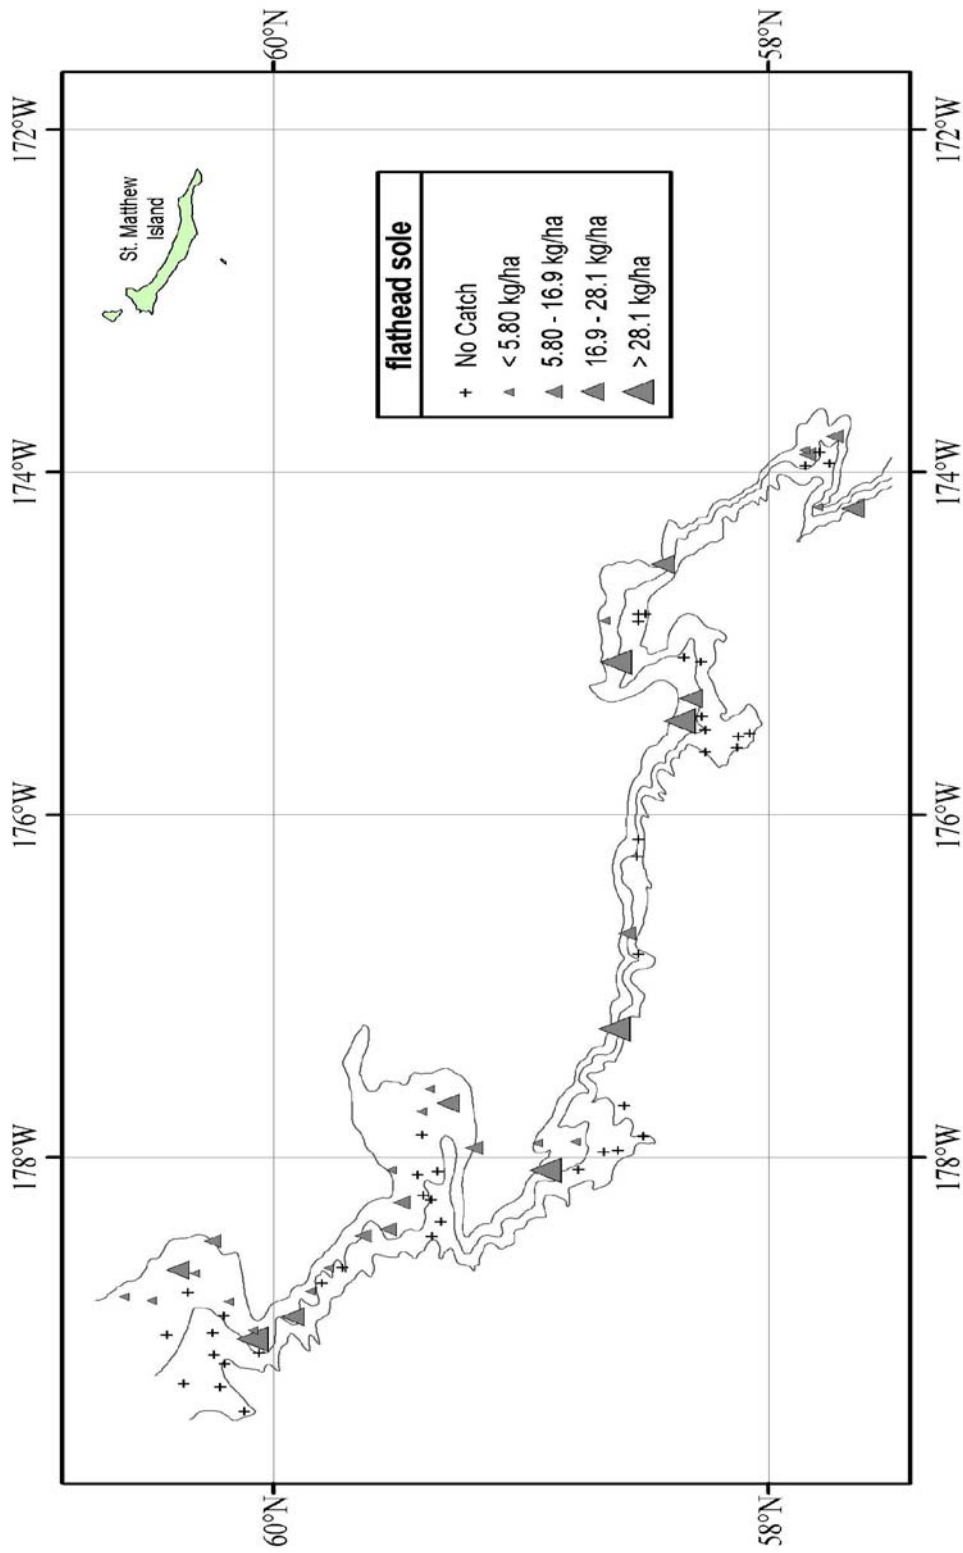 172°W
174°W
176°W
178°W
60°N
60°N
58°N
58°N
St. Matthew
Island
flathead sole
No Catch
< 5.80 kg/ha
5.80 - 16.9 kg/ha
16.9 - 28.1 kg/ha
> 28.1 kg/ha
172°W
174°W
176°W
178°W